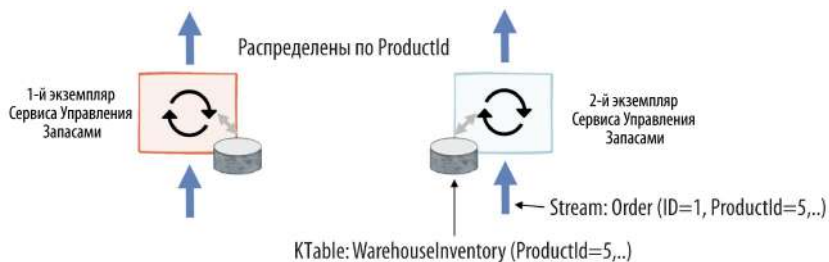 Распределены по ProductId
1-й экземпляр
Сервиса Управления
Запасами
2-й экземпляр
Сервиса Управления
Запасами
Stream: Order (ID=1, ProductId=5,..)
KTable: WarehouseInventory (ProductId=5,..)